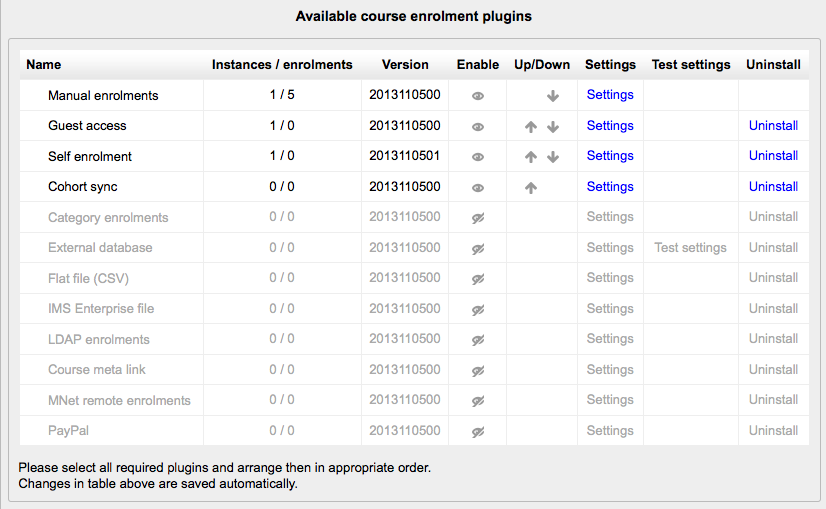 Available course enrolment plugins
Name Instances / enrolments Version Enable Up/Down Settings Test settings Uninstall
Manual enrolments 1 / 5 2013110500 Settings
Guest access 1 / 0 2013110500 Settings Uninstall
Self enrolment 1 / 0 2013110501 Settings Uninstall
Cohort sync 0 / 0 2013110500 Settings Uninstall
Category enrolments 0 / 0 2013110500 Settings Uninstall
External database 0 / 0 2013110500 Settings Test settings Uninstall
Flat file (CSV) 0 / 0 2013110500 Settings Uninstall
IMS Enterprise file 0 / 0 2013110500 Settings Uninstall
LDAP enrolments 0 / 0 2013110500 Settings Uninstall
Course meta link 0 / 0 2013110500 Settings Uninstall
MNet remote enrolments 0 / 0 2013110500 Settings Uninstall
PayPal 0 / 0 2013110500 Settings Uninstall
Please select all required plugins and arrange then in appropriate order.
Changes in table above are saved automatically.